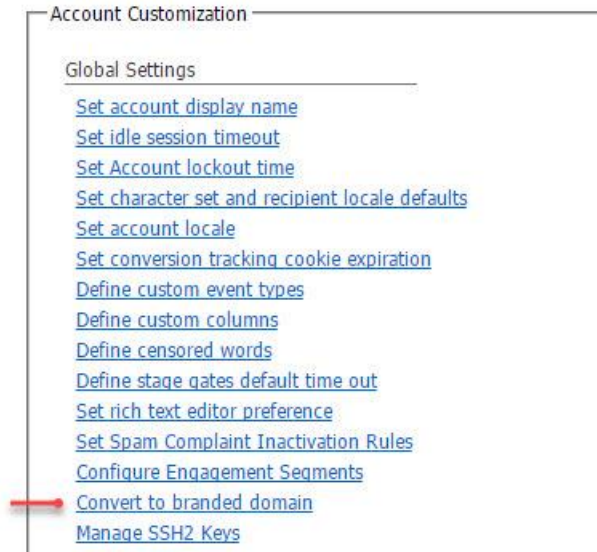 Account Customization
Global Settings
Set account display name
Set idle session timeout
Set Account lockout time
Set character set and recipient locale defaults
Set account locale
Set conversion tracking cookie expiration
Define custom event types
Define custom columns
Define censored words
Define stage gates default time out
Set rich text editor preference
Set Spam Complaint Inactivation Rules
Configure Engagement Segments
Convert to branded domain
Manage SSH2 Keys